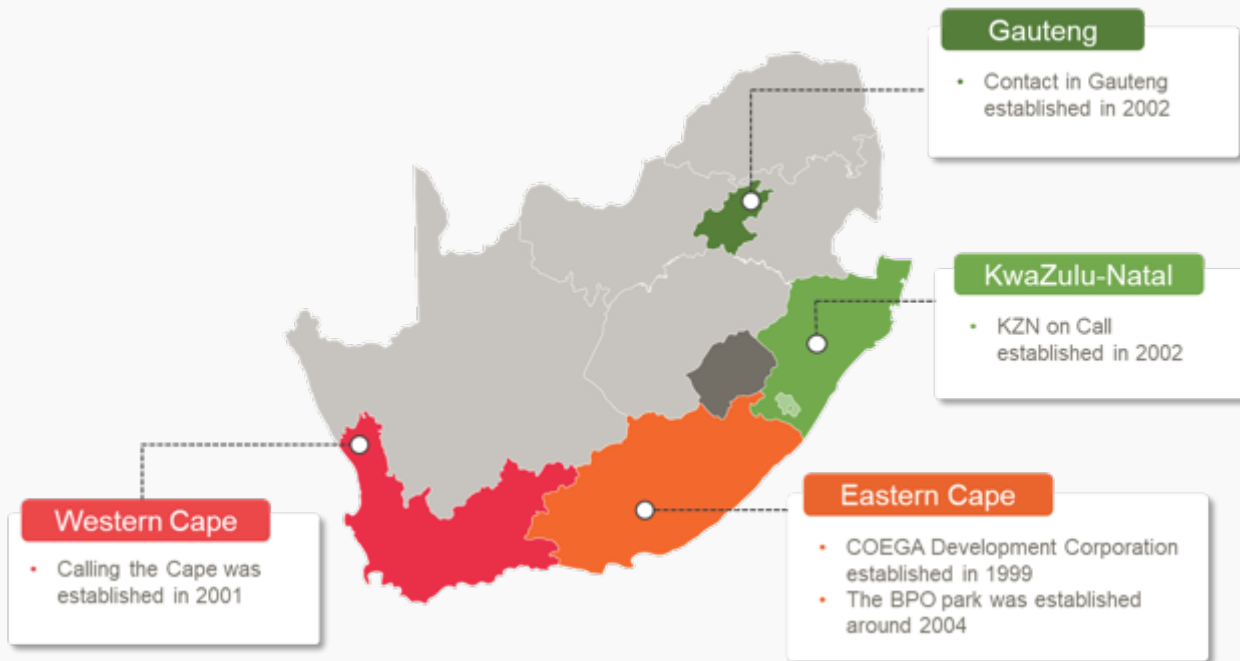 Gauteng
• Contact in Gauteng
established in 2002
KwaZulu-Natal
• KZN on Call
established in 2002
Western Cape
• Calling the Cape was
established in 2001
Eastern Cape
• COEGA Development Corporation
established in 1999
• The BPO park was established
around 2004